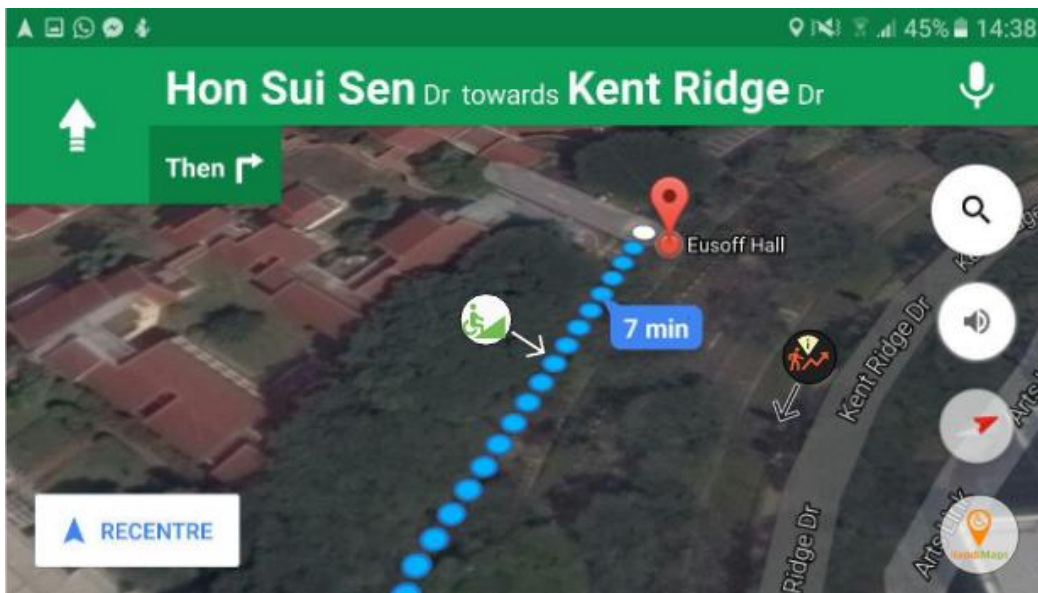 45% 14:38
Hon Sui Sen Dr towards Kent Ridge Dr
Then
Eusoff Hall
7 min
Kent Ridge Dr
Ridge Dr
Arts Link
RECENTRE